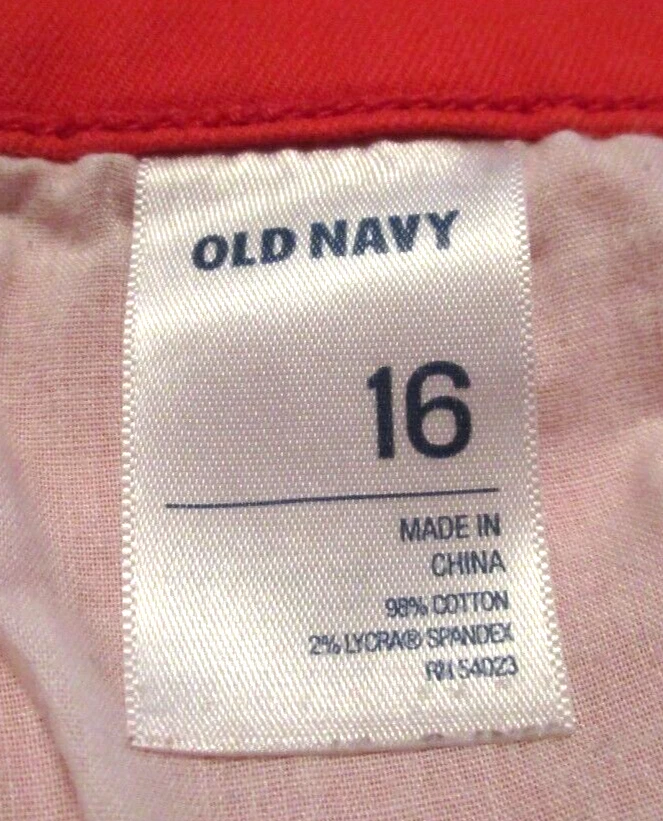 OLD NAVY
16
MADE IN
CHINA
98% COTTON
2% LYCRA® SPANDEX
RN 54023